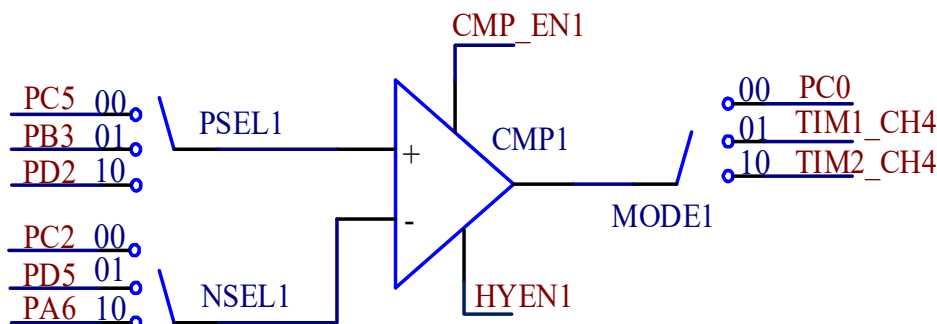 CMP_EN1
PC5 00
PB3 01
PD2 10
PSEL1
+
-
CMP1
00 PC0
01 TIM1_CH4
10 TIM2_CH4
MODE1
PC2 00
PD5 01
PA6 10
NSEL1
HYEN1